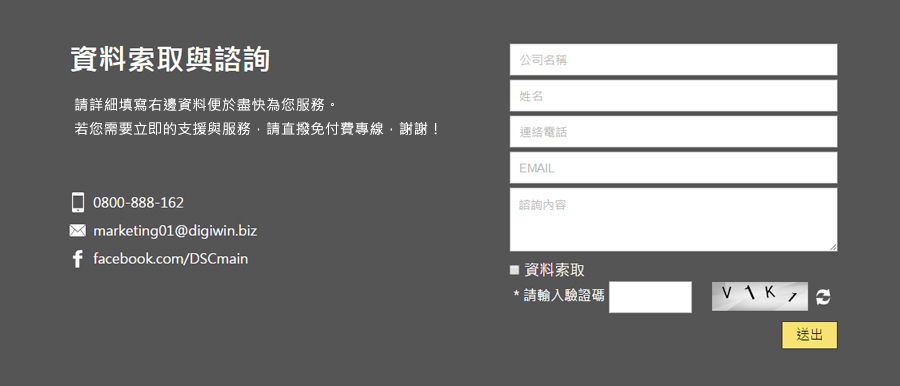 資料索取與諮詢
請詳細填寫右邊資料便於盡快為您服務。
若您需要立即的支援與服務，請直撥免付費專線，謝謝！
0800-888-162
marketing01@digiwin.biz
facebook.com/DSCmain
公司名稱
姓名
連絡電話
EMAIL
諮詢內容
資料索取
* 請輸入驗證碼
送出